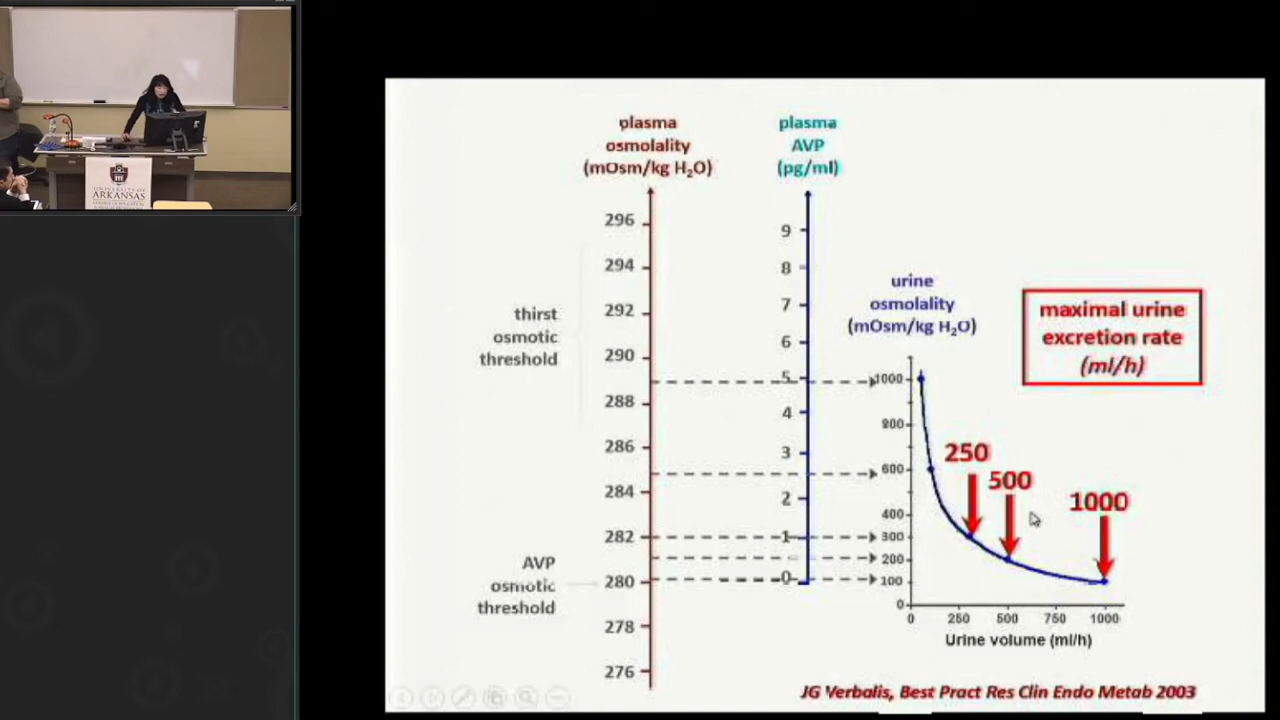 UNIVERSITY OF
ARKANSAS
plasma
osmolality
(mOsm/kg H₂O)
plasma
AVP
(pg/ml)
296
294
292
290
288
286
284
282
280
278
276
9
8
7
6
5
4
3
2
1
0
thirst
osmotic
threshold
AVP
osmotic
threshold
urine
osmolality
(mOsm/kg H₂O)
maximal urine
excretion rate
(ml/h)
1000
800
600
400
300
200
100
0
250
500
1000
0 250 500 750 1000
Urine volume (ml/h)
JG Verbalis, Best Pract Res Clin Endo Metab 2003